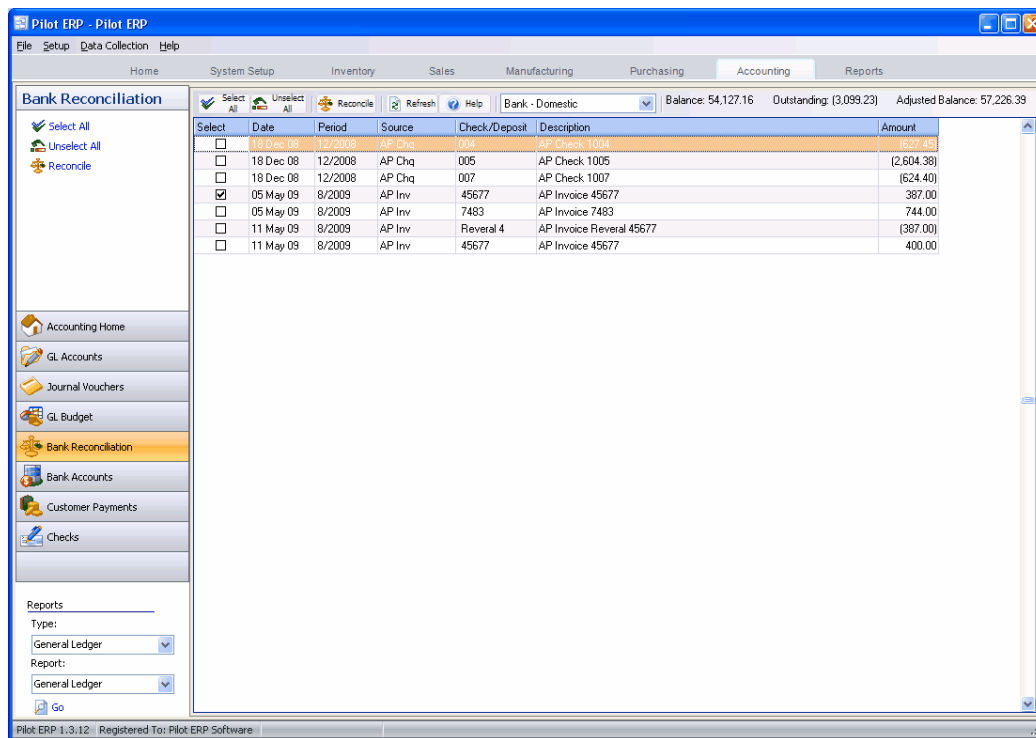 Pilot ERP - Pilot ERP
File Setup Data Collection Help
Home System Setup Inventory Sales Manufacturing Purchasing Accounting Reports
Bank Reconciliation
Select All
Unselect All
Reconcile
Select All Unselect All Reconcile Refresh Help Bank - Domestic Balance: 54,127.16 Outstanding: (3,099.23) Adjusted Balance: 57,226.39
Select Date Period Source Check/Deposit Description Amount
18 Dec 08 12/2008 AP Chq 004 AP Check 1004 (627.45)
18 Dec 08 12/2008 AP Chq 005 AP Check 1005 (2,604.38)
18 Dec 08 12/2008 AP Chq 007 AP Check 1007 (624.40)
05 May 09 8/2009 AP Inv 45677 AP Invoice 45677 387.00
05 May 09 8/2009 AP Inv 7483 AP Invoice 7483 744.00
11 May 09 8/2009 AP Inv Reveral 4 AP Invoice Reveral 45677 (387.00)
11 May 09 8/2009 AP Inv 45677 AP Invoice 45677 400.00
Accounting Home
GL Accounts
Journal Vouchers
GL Budget
Bank Reconciliation
Bank Accounts
Customer Payments
Checks
Reports
Type:
General Ledger
Report:
General Ledger
Go
Pilot ERP 1.3.12 Registered To: Pilot ERP Software